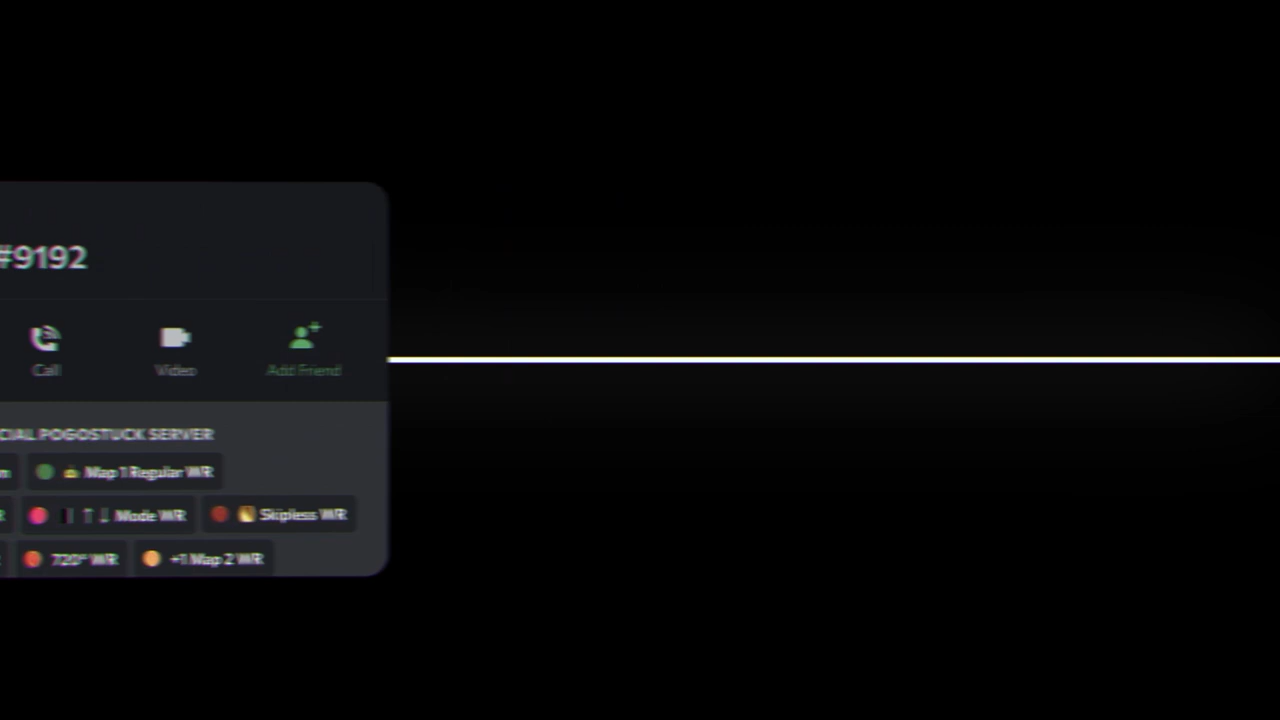 #9192
Call Video Add Friend
CIAL POGOSTUCK SERVER
Map 1 Regular WR
Mode WR Skipless WR
720° WR +1 Map 2 WR